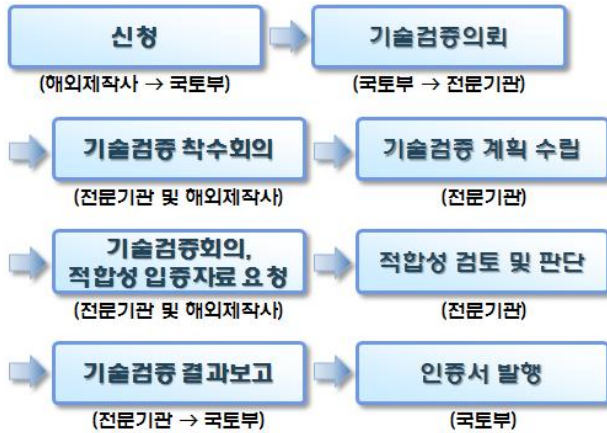 신청
기술검증의뢰
(해외제작사 → 국토부)
(국토부 → 전문기관)
기술검증 착수회의
기술검증 계획 수립
(전문기관 및 해외제작사)
(전문기관)
기술검증회의,
적합성 입증자료 요청
적합성 검토 및 판단
(전문기관 및 해외제작사)
(전문기관)
기술검증 결과보고
인증서 발행
(전문기관 → 국토부)
(국토부)